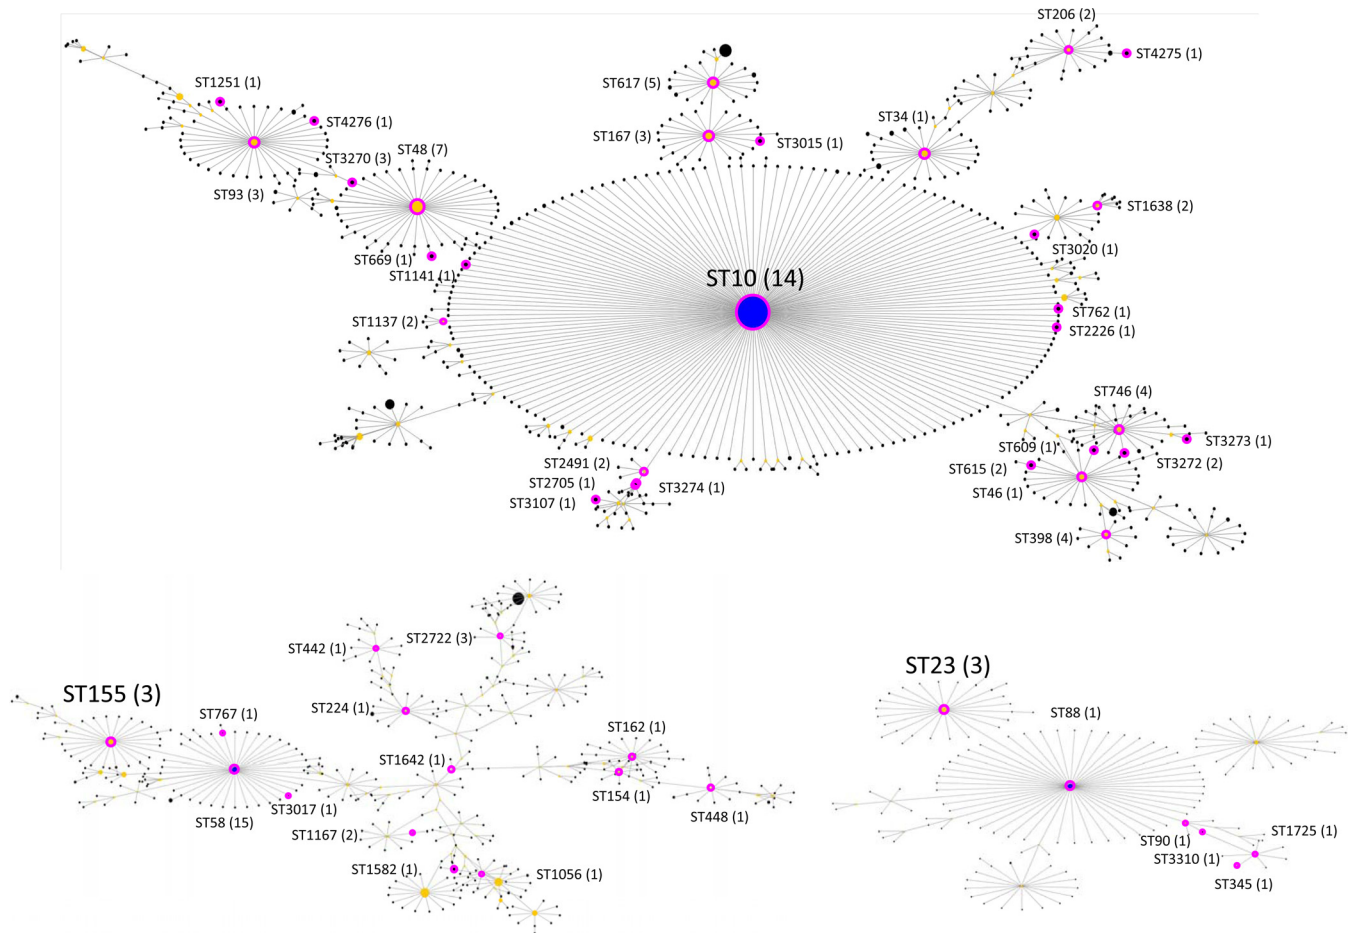 ST206 (2)
ST4275 (1)
ST1251 (1)
ST617 (5)
ST4276 (1)
ST34 (1)
ST167 (3)
ST3015 (1)
ST48 (7)
ST3270 (3)
ST93 (3)
ST1638 (2)
ST3020 (1)
ST669 (1)
ST1141 (1)
ST10 (14)
ST762 (1)
ST1137 (2)
ST2226 (1)
ST746 (4)
ST3273 (1)
ST609 (1)
ST3272 (2)
ST615 (2)
ST46 (1)
ST2491 (2)
ST2705 (1)
ST3274 (1)
ST3107 (1)
ST398 (4)
ST442 (1)
ST2722 (3)
ST155 (3)
ST224 (1)
ST767 (1)
ST162 (1)
ST1642 (1)
ST154 (1)
ST3017 (1)
ST448 (1)
ST58 (15)
ST1167 (2)
ST1582 (1)
ST1056 (1)
ST23 (3)
ST88 (1)
ST1725 (1)
ST90 (1)
ST3310 (1)
ST345 (1)